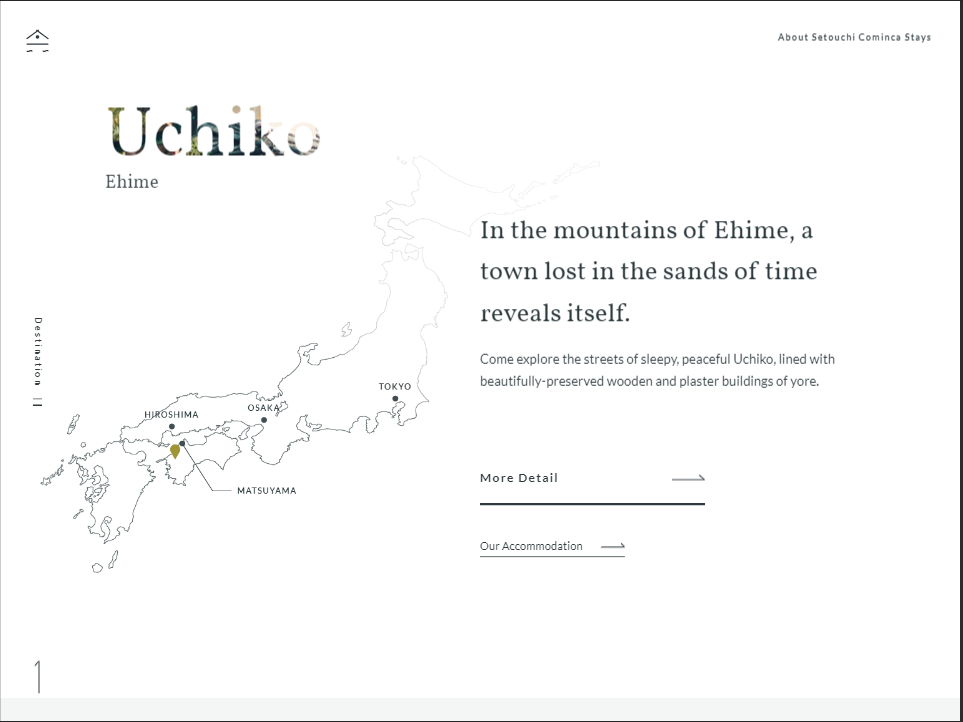 About Setouchi Cominca Stays
Uchiko
Ehime
In the mountains of Ehime, a
town lost in the sands of time
reveals itself.
Come explore the streets of sleepy, peaceful Uchiko, lined with
beautifully-preserved wooden and plaster buildings of yore.
Destination
TOKYO
OSAKA
HIROSHIMA
MATSUYAMA
More Detail
Our Accommodation
1